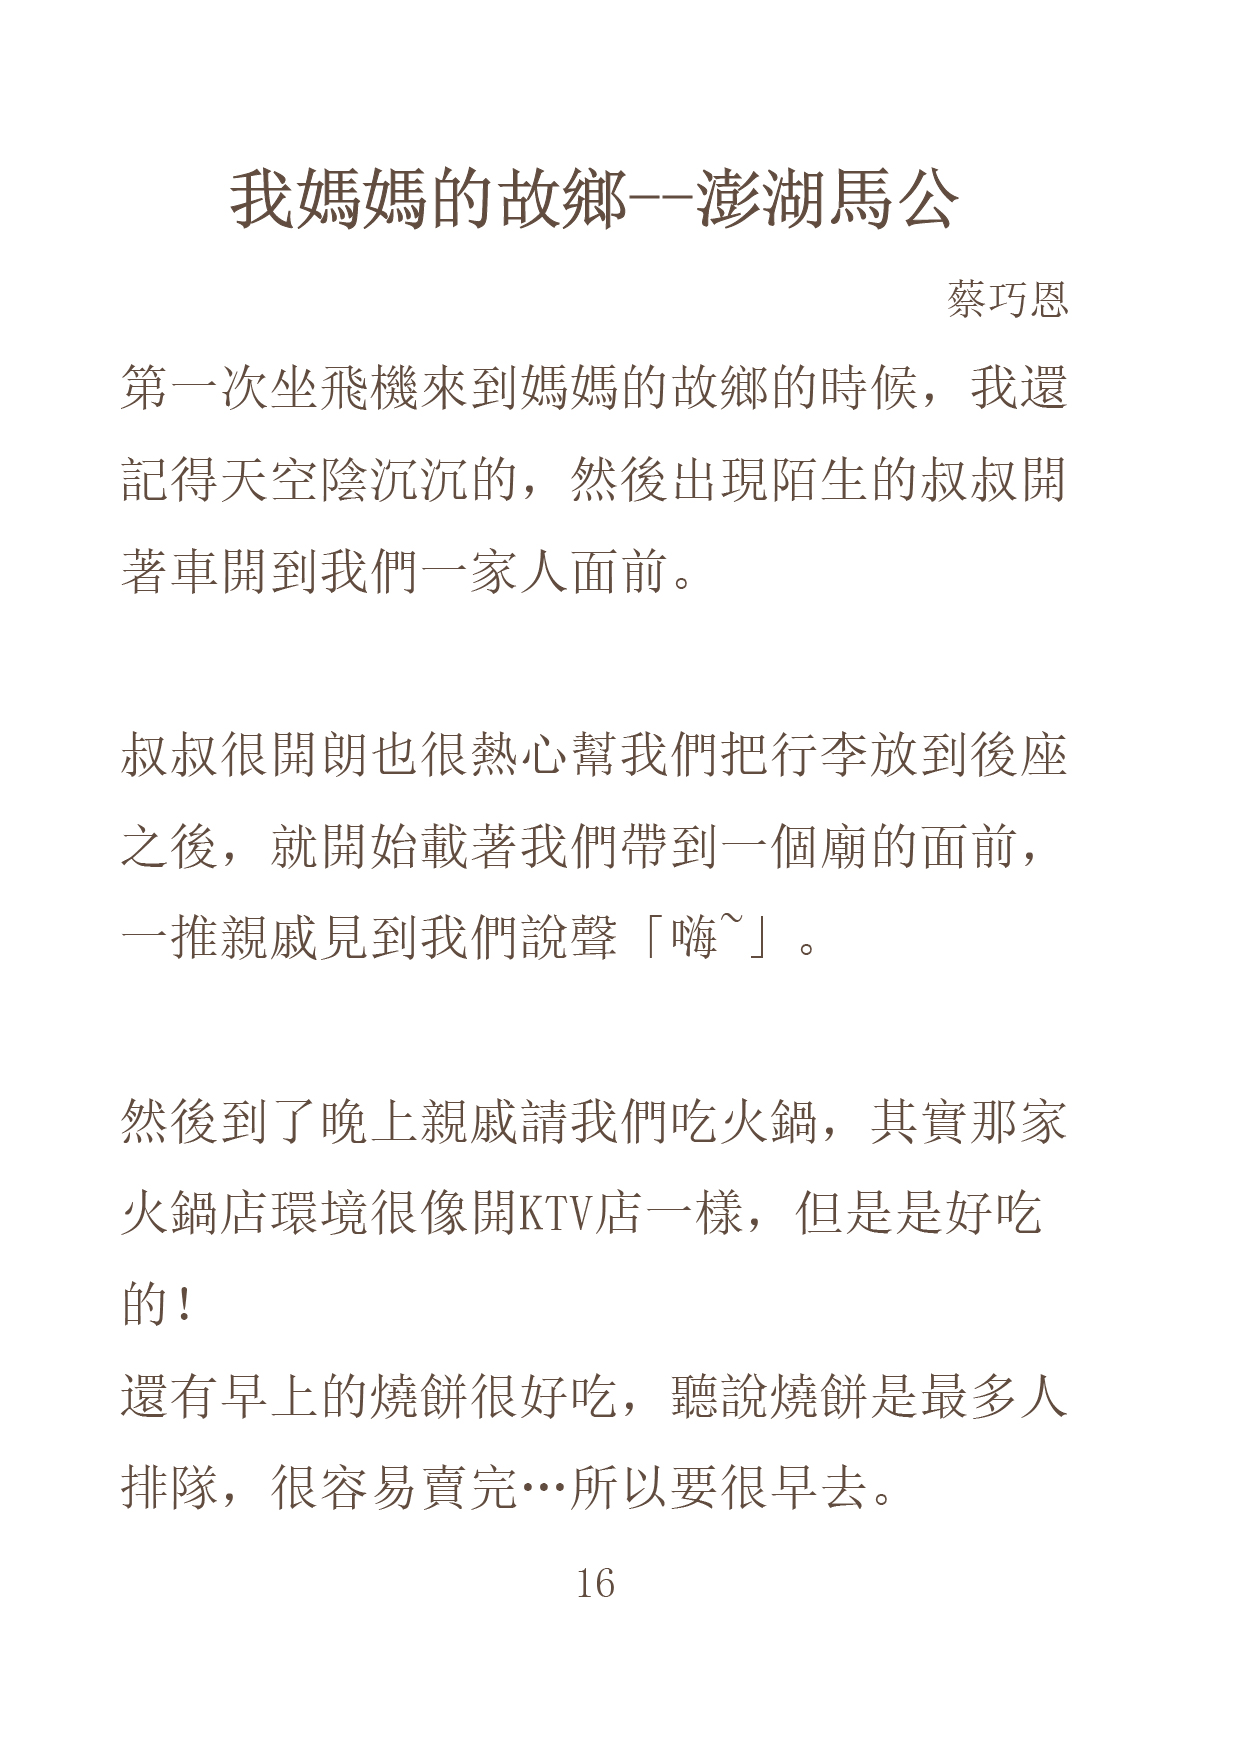 我媽媽的故鄉--澎湖馬公
蔡巧恩
第一次坐飛機來到媽媽的故鄉的時候，我還
記得天空陰沉沉的，然後出現陌生的叔叔開
著車開到我們一家人面前。
叔叔很開朗也很熱心幫我們把行李放到後座
之後，就開始載著我們帶到一個廟的面前，
一推親戚見到我們說聲「嗨~」。
然後到了晚上親戚請我們吃火鍋，其實那家
火鍋店環境很像開KTV店一樣，但是是好吃
的！
還有早上的燒餅很好吃，聽說燒餅是最多人
排隊，很容易賣完…所以要很早去。
16